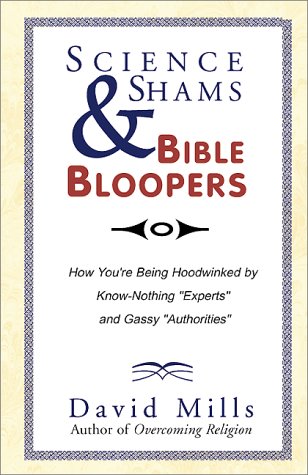 SCIENCE
& SHAMS
BIBLE
BLOOPERS
How You're Being Hoodwinked by
Know-Nothing "Experts"
and Gassy "Authorities"
David Mills
Author of Overcoming Religion